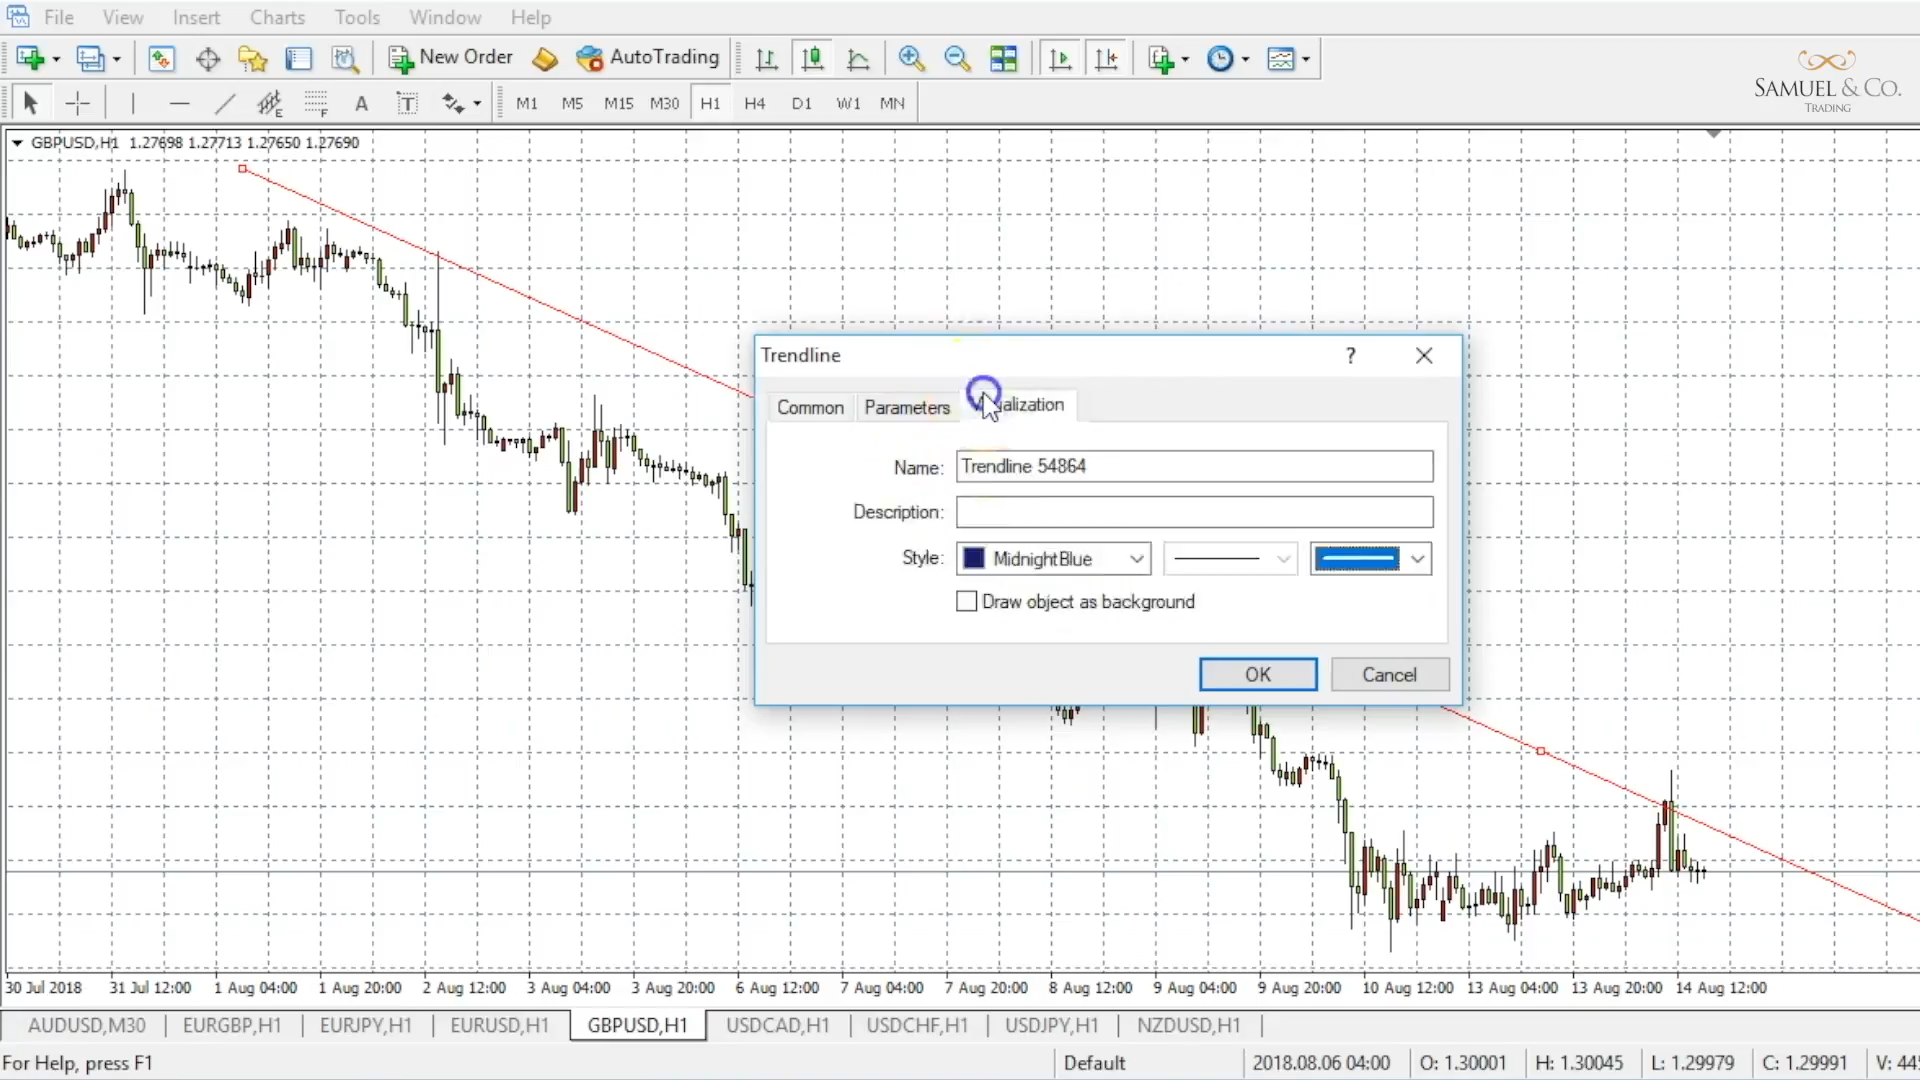 File View Insert Charts Tools Window Help
New Order AutoTrading
A T M1 M5 M15 M30 H1 H4 D1 W1 MN
SAMUEL & CO.
TRADING
GBPUSD,H1 1.27698 1.27713 1.27650 1.27690
Trendline ?
Common Parameters
Name: Trendline 54864
Description:
Style: MidnightBlue
Draw object as background
OK Cancel
30 Jul 2018 31 Jul 12:00 1 Aug 04:00 1 Aug 20:00 2 Aug 12:00 3 Aug 04:00 3 Aug 20:00 6 Aug 12:00 7 Aug 04:00 7 Aug 20:00 8 Aug 12:00 9 Aug 04:00 9 Aug 20:00 10 Aug 12:00 13 Aug 04:00 13 Aug 20:00 14 Aug 12:00
AUDUSD,M30 EURGBP,H1 EURJPY,H1 EURUSD,H1 GBPUSD,H1 USDCAD,H1 USDCHF,H1 USDJPY,H1 NZDUSD,H1
For Help, press F1 Default 2018.08.06 04:00 O: 1.30001 H: 1.30045 L: 1.29979 C: 1.29991